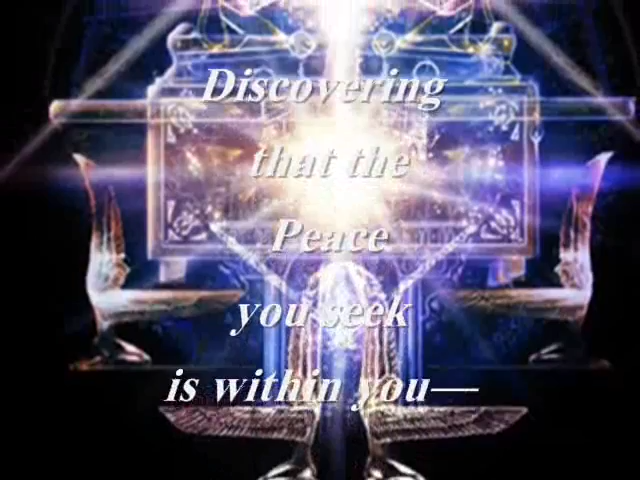 Discovering
that the
Peace
you seek
is within you—